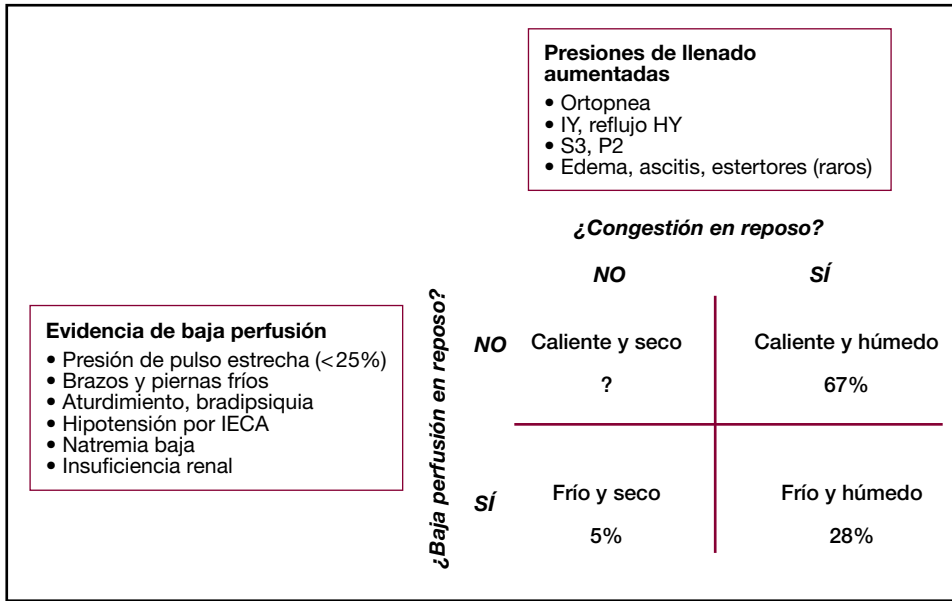 Presiones de llenado
aumentadas
• Ortopnea
• IY, reflujo HY
• S3, P2
• Edema, ascitis, estertores (raros)
¿Congestión en reposo?
NO SÍ
Evidencia de baja perfusión
• Presión de pulso estrecha (<25%)
• Brazos y piernas fríos
• Aturdimiento, bradipsiquia
• Hipotensión por IECA
• Natremia baja
• Insuficiencia renal
¿Baja perfusión en reposo?
NO Caliente y seco Caliente y húmedo
? 67%
SÍ Frío y seco Frío y húmedo
5% 28%